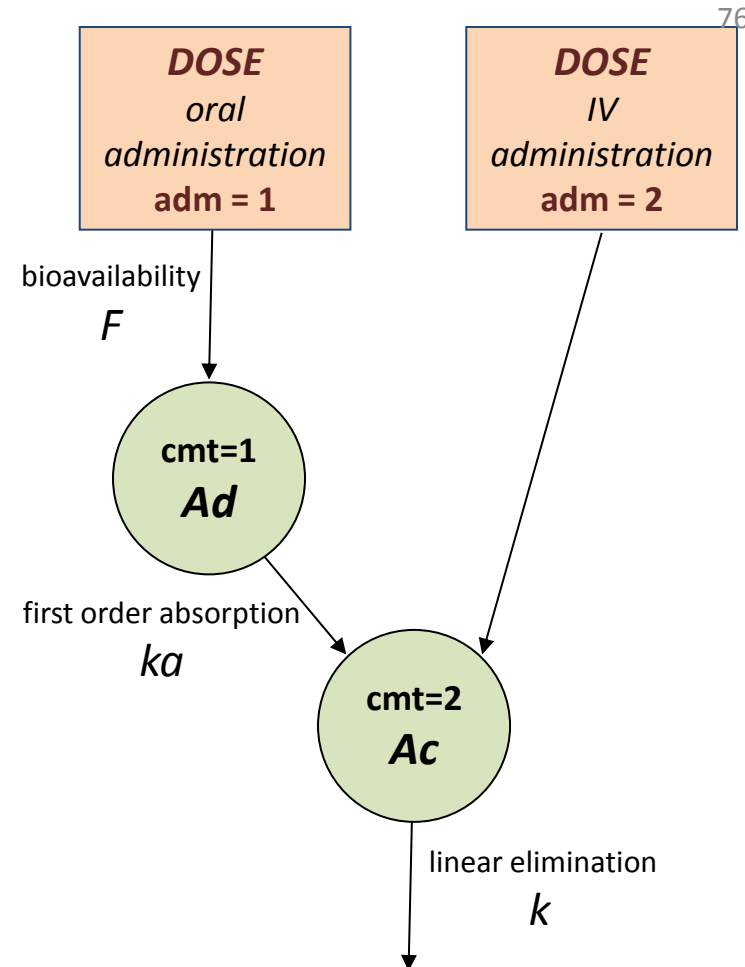 76
DOSE
oral
administration
adm = 1
DOSE
IV
administration
adm = 2
bioavailability
F
cmt=1
Ad
first order absorption
ka
cmt=2
Ac
linear elimination
k